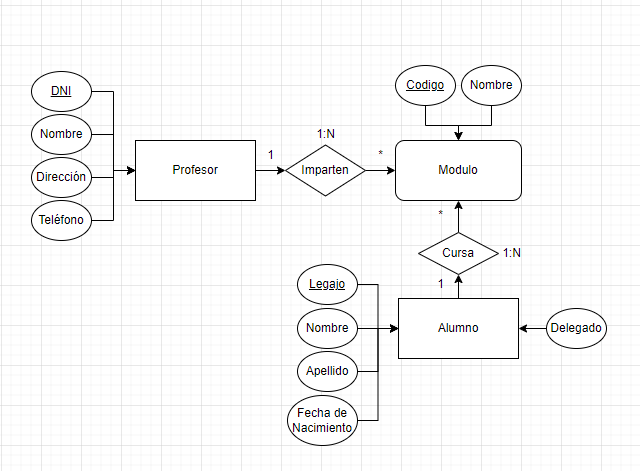 DNI
Nombre
Dirección
Teléfono
Profesor
1
1:N
Imparten
*
Codigo
Nombre
Modulo
*
Cursa
1:N
1
Legajo
Nombre
Apellido
Fecha de
Nacimiento
Alumno
Delegado